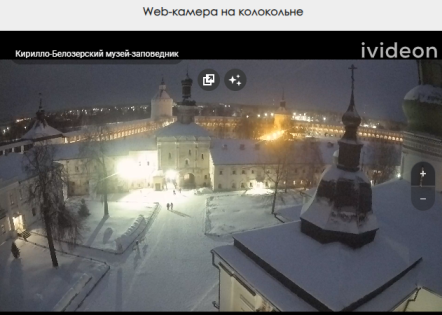 Web-камера на колокольне
Кирилло-Белозерский музей-заповедник
ivideon